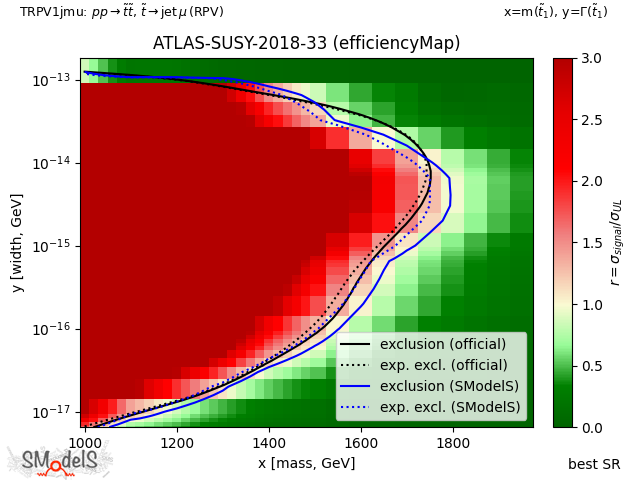 TRPV1jmu: pp → t̃t̃, t̃ → jet μ (RPV)
x=m(t̃₁), y=Γ(t̃₁)
ATLAS-SUSY-2018-33 (efficiencyMap)
y [width, GeV]
10⁻¹³
10⁻¹⁴
10⁻¹⁵
10⁻¹⁶
10⁻¹⁷
exclusion (official)
exp. excl. (official)
exclusion (SModelS)
exp. excl. (SModelS)
1000 1200 1400 1600 1800
x [mass, GeV]
3.0
2.5
2.0
1.5
1.0
0.5
0.0
r = σ_signal/σ_UL
best SR
SModelS